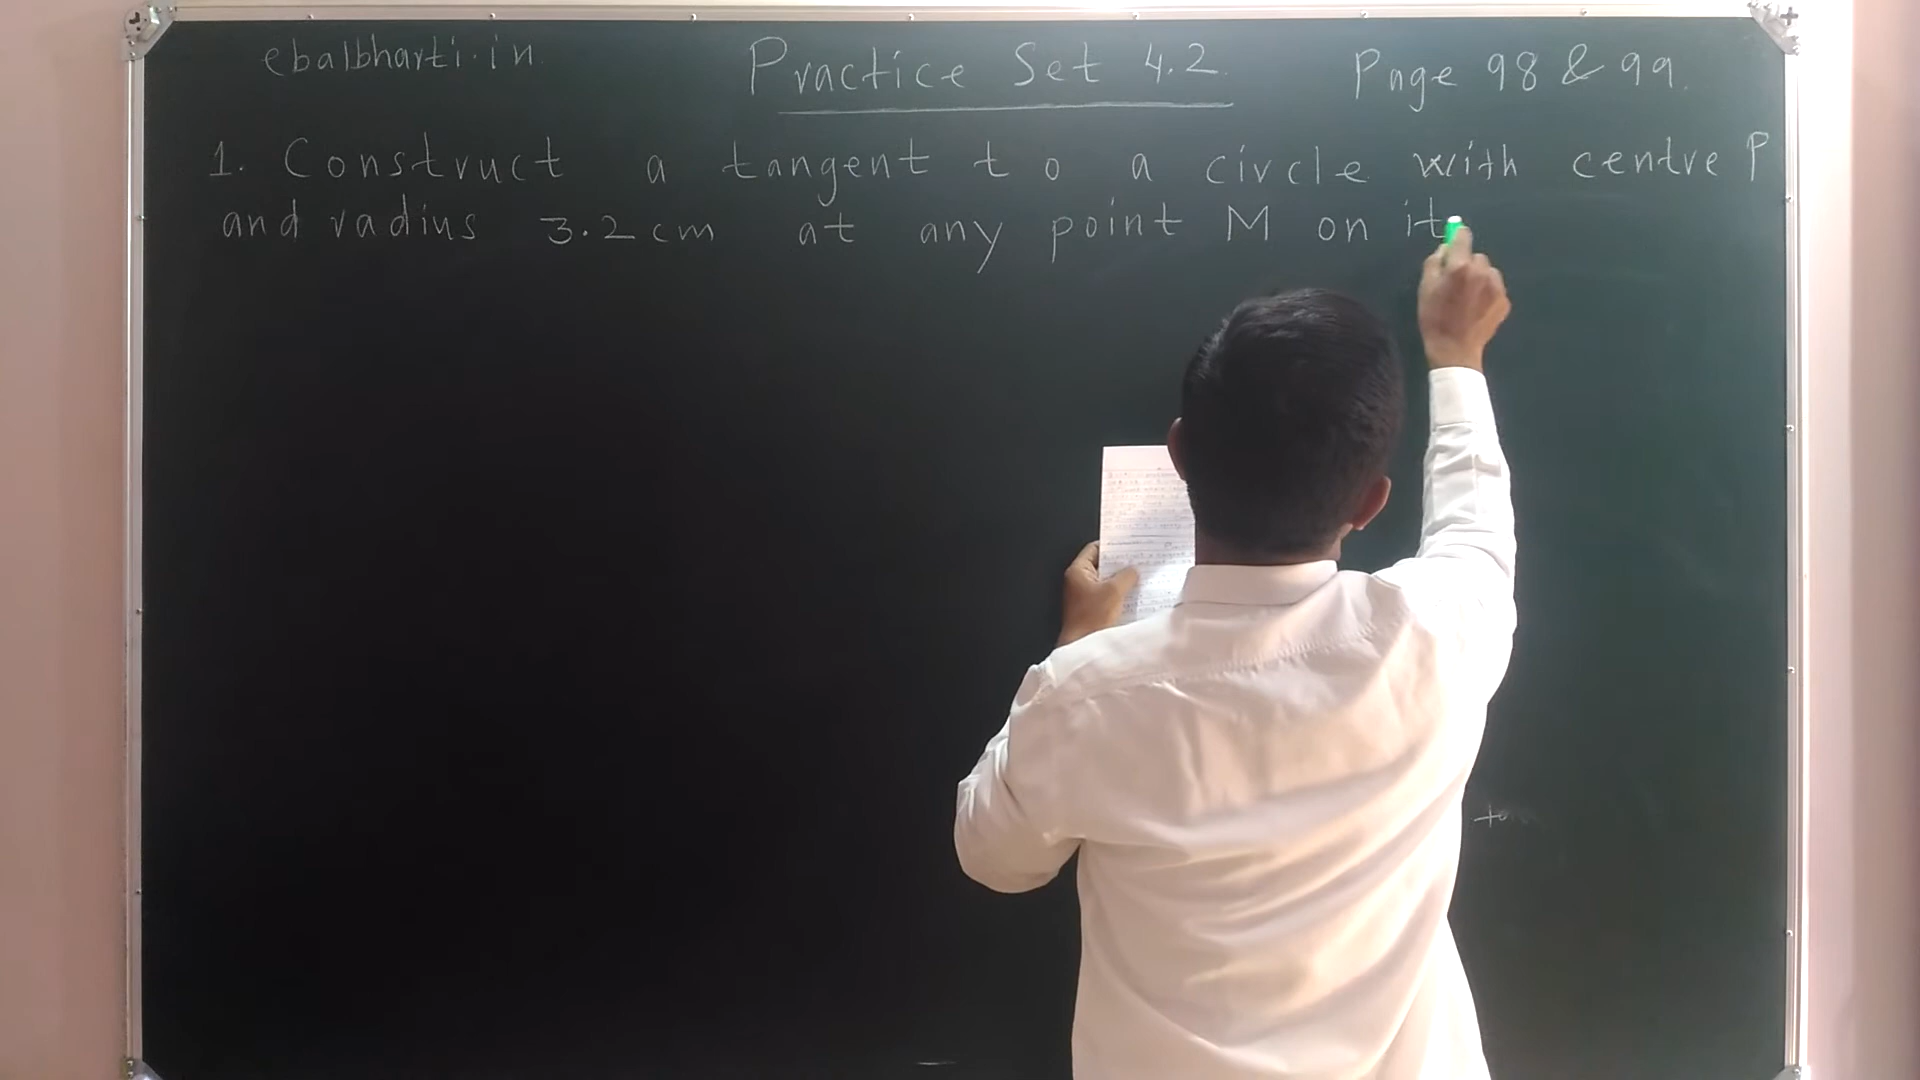 ebalbharti.in Practice Set 4.2. Page 98 & 99.
1. Construct a tangent to a circle with centre P
and radius 3.2 cm at any point M on it